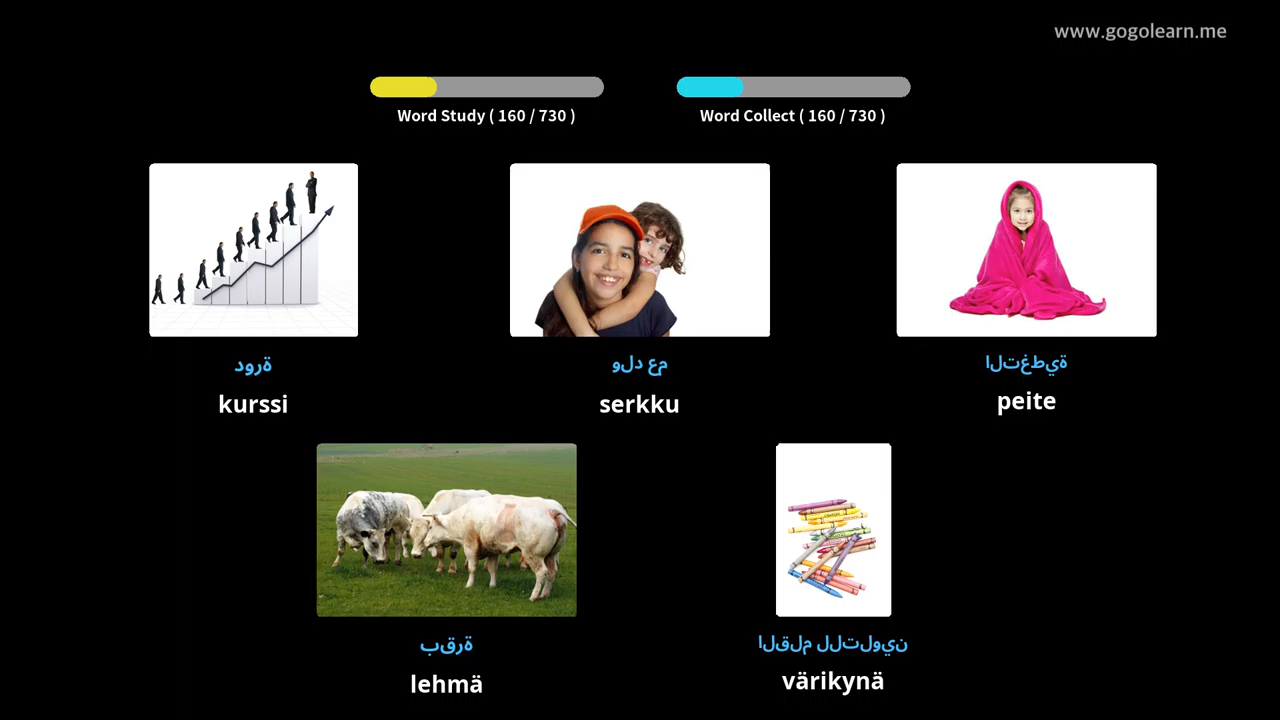 www.gogolearn.me
Word Study ( 160 / 730 )
Word Collect ( 160 / 730 )
دورة
ولد عم
التغطية
kurssi
serkku
peite
بقرة
القلم للتلوين
lehmä
värikynä